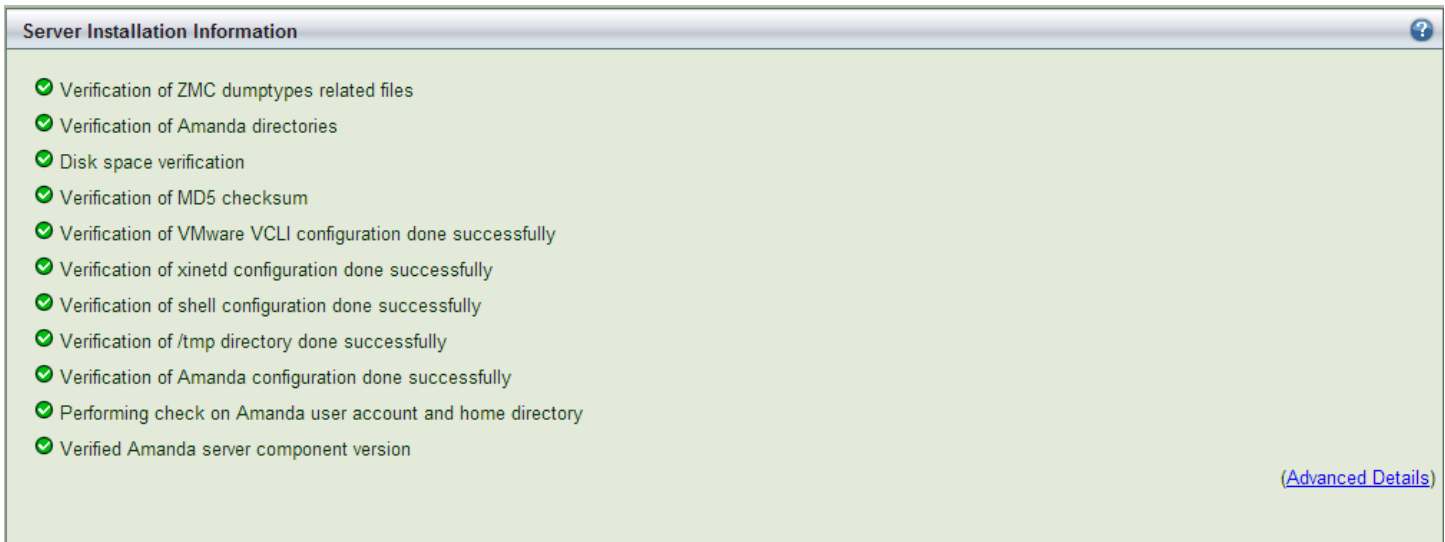 Server Installation Information
?
Verification of ZMC dumptypes related files
Verification of Amanda directories
Disk space verification
Verification of MD5 checksum
Verification of VMware VCLI configuration done successfully
Verification of xinetd configuration done successfully
Verification of shell configuration done successfully
Verification of /tmp directory done successfully
Verification of Amanda configuration done successfully
Performing check on Amanda user account and home directory
Verified Amanda server component version
(Advanced Details)